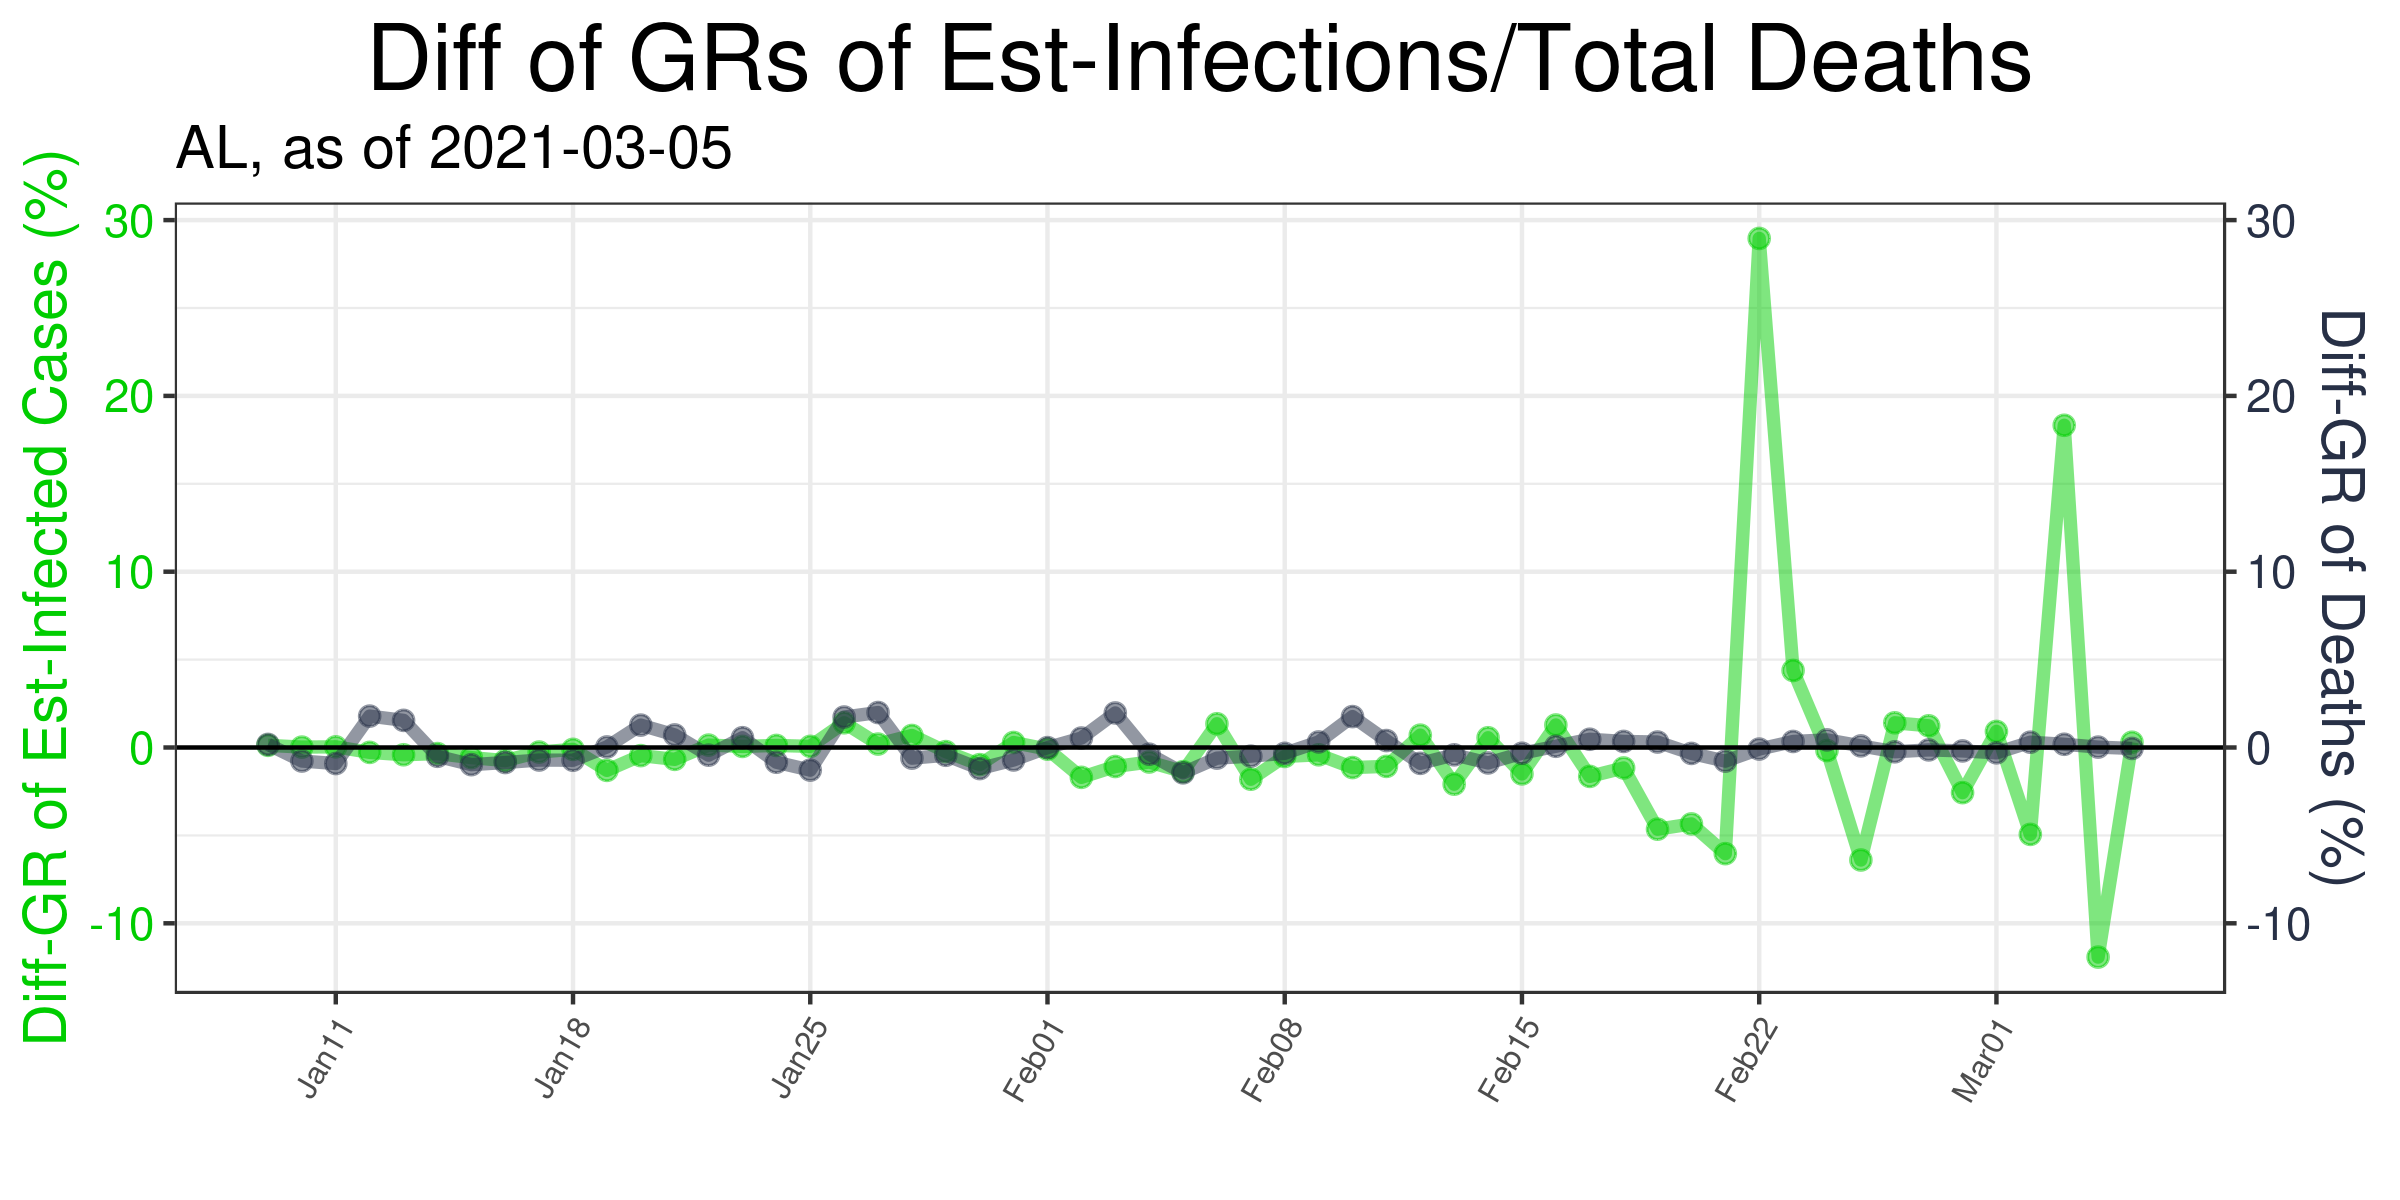 Diff of GRs of Est-Infections/Total Deaths
AL, as of 2021-03-05
Diff-GR of Est-Infected Cases (%)
30
20
10
0
-10
30
20
10
0
-10
Diff-GR of Deaths (%)
Jan11
Jan18
Jan25
Feb01
Feb08
Feb15
Feb22
Mar01